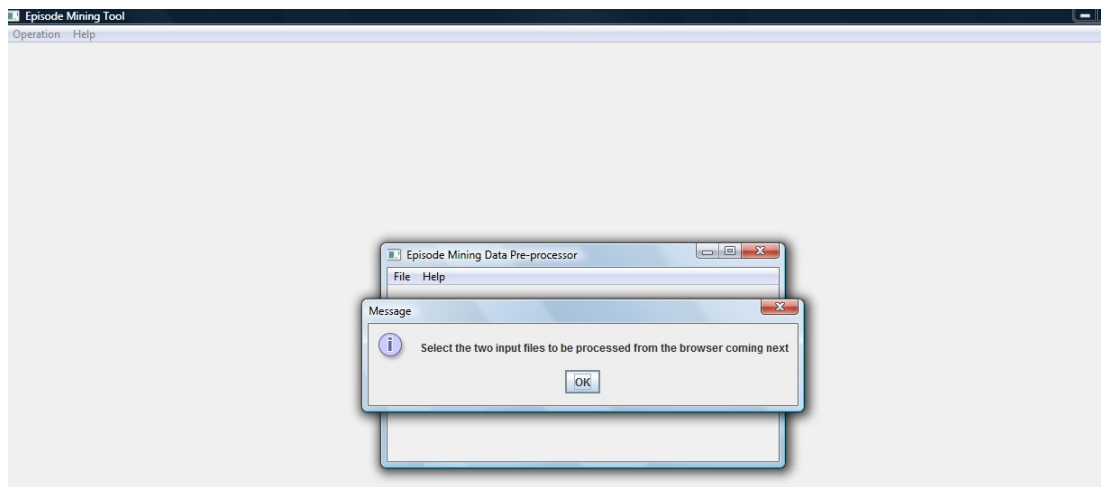 Episode Mining Tool
Operation Help
Episode Mining Data Pre-processor
File Help
Message
Select the two input files to be processed from the browser coming next
OK